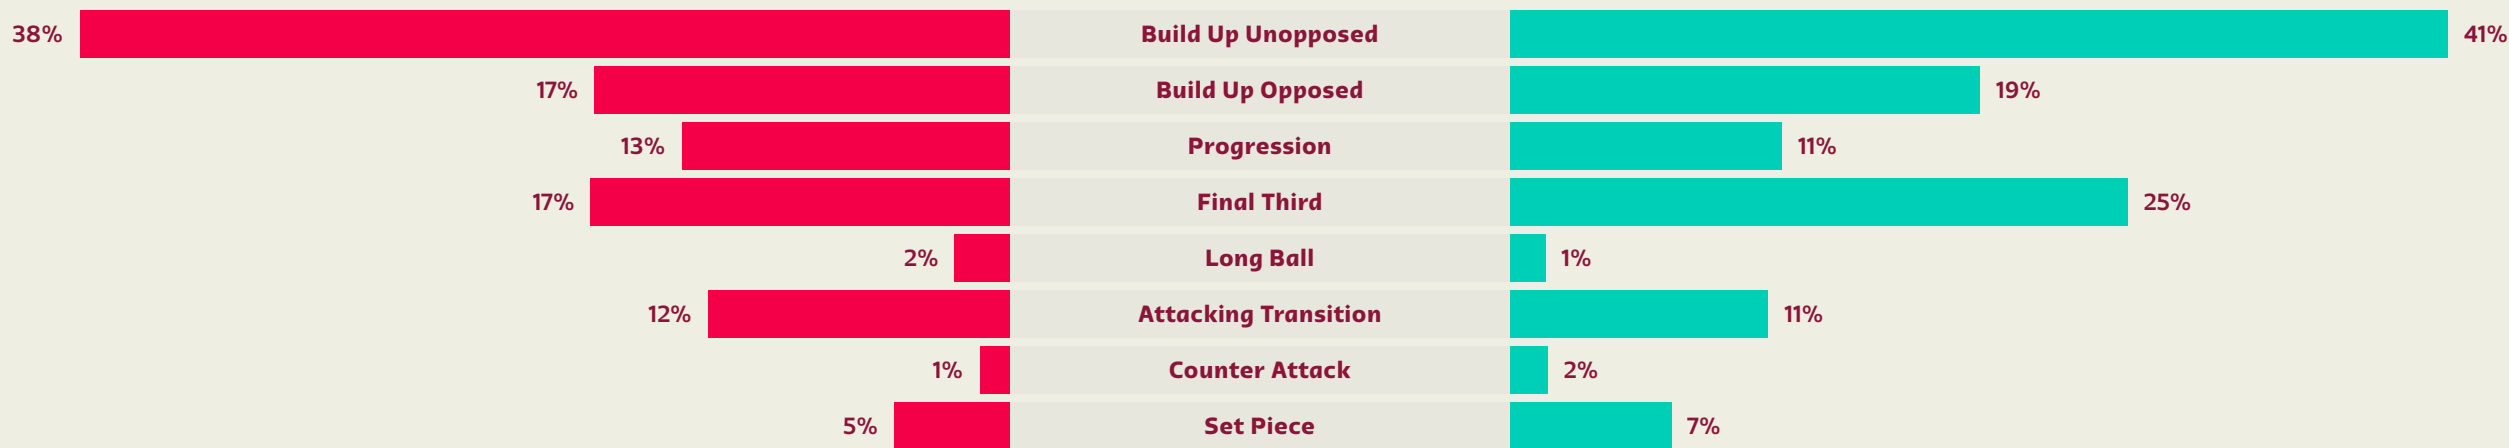 38% Build Up Unopposed 41%
17% Build Up Opposed 19%
13% Progression 11%
17% Final Third 25%
2% Long Ball 1%
12% Attacking Transition 11%
1% Counter Attack 2%
5% Set Piece 7%